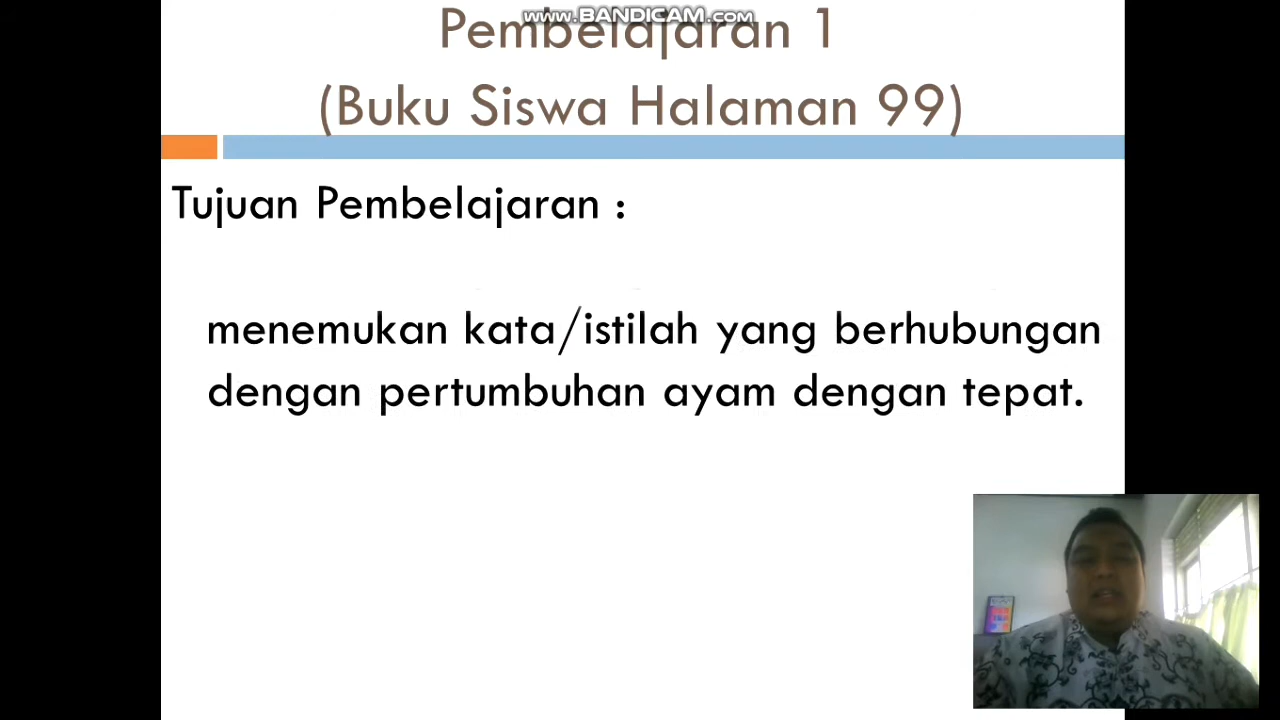 www.BANDICAM.com
Pembelajaran 1
(Buku Siswa Halaman 99)
Tujuan Pembelajaran :
menemukan kata/istilah yang berhubungan
dengan pertumbuhan ayam dengan tepat.